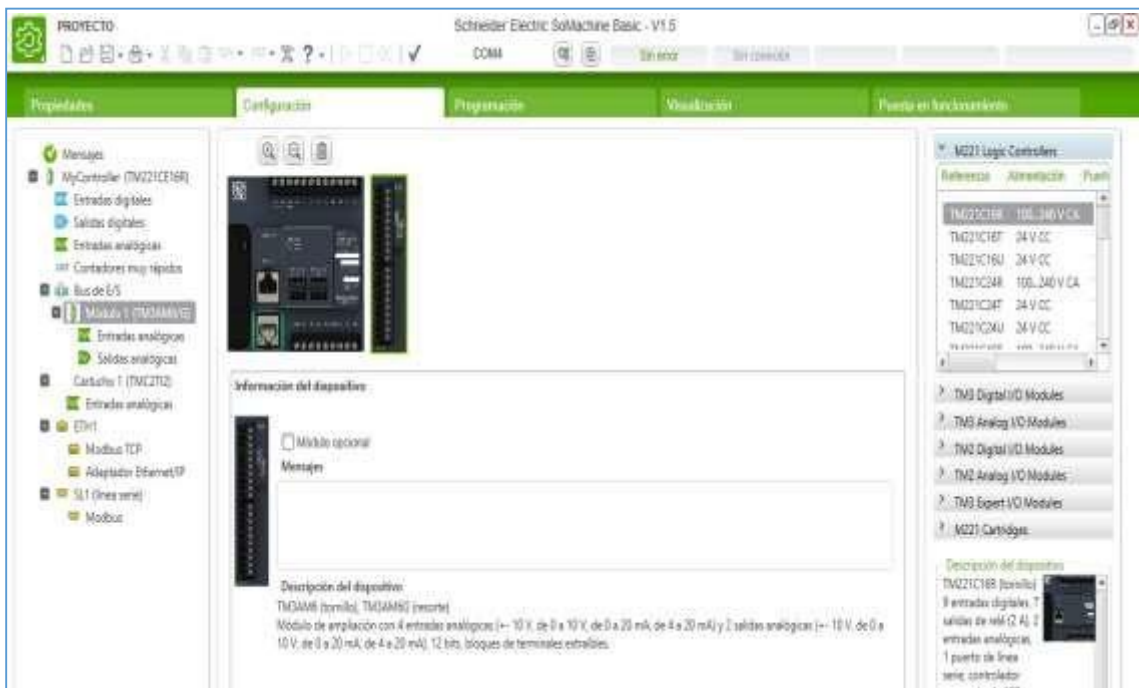 PROYECTO
Schneider Electric SoMachine Basic - V1.5
COM4
Sin error
Sin conexión
Propiedades
Configuración
Programación
Visualización
Puesta en funcionamiento
Mensajes
MyController (TM221CE16R)
Entradas digitales
Salidas digitales
Entradas analógicas
Contadores muy rápidos
Bus de E/S
Módulo 1 (TM3AM6/G)
Entradas analógicas
Salidas analógicas
Cartucho 1 (TMC2TI2)
Entradas analógicas
ETH1
Modbus TCP
Adaptador Ethernet/IP
SL1 (línea serie)
Modbus
Información del dispositivo
Módulo opcional
Mensajes
Descripción del dispositivo
TM3AM6 (tornillo), TM3AM6G (resorte)
Módulo de ampliación con 4 entradas analógicas (+- 10 V, de 0 a 10 V, de 0 a 20 mA, de 4 a 20 mA) y 2 salidas analógicas (+- 10 V, de 0 a
10 V, de 0 a 20 mA, de 4 a 20 mA), 12 bits, bloques de terminales extraíbles.
M221 Logic Controllers
Referencia Alimentación Puert
TM221C16R 100...240 V CA
TM221C16T 24 V CC
TM221C16U 24 V CC
TM221C24R 100...240 V CA
TM221C24T 24 V CC
TM221C24U 24 V CC
TM3 Digital I/O Modules
TM3 Analog I/O Modules
TM2 Digital I/O Modules
TM2 Analog I/O Modules
TM3 Expert I/O Modules
M221 Cartridges
Descripción del dispositivo
TM221C16R (tornillo)
9 entradas digitales, 7
salidas de relé (2 A), 2
entradas analógicas,
1 puerto de línea
serie, controlador